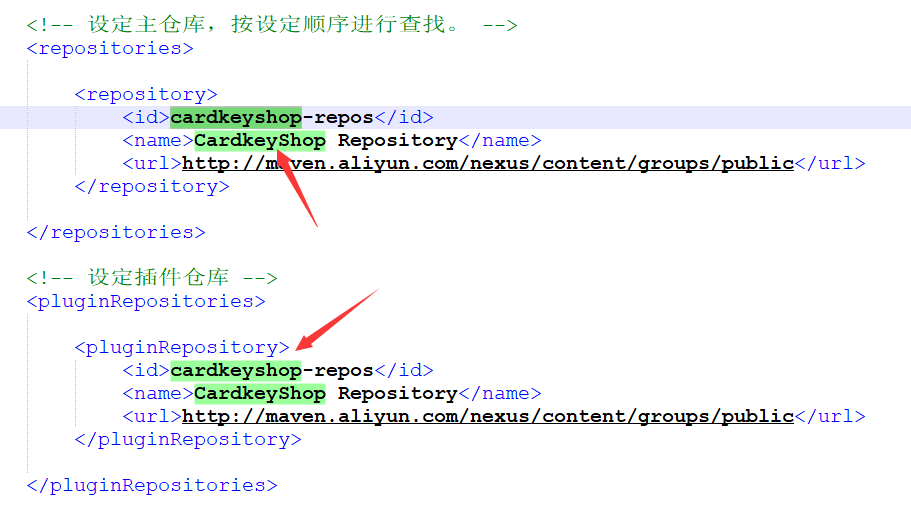 <!-- 设定主仓库，按设定顺序进行查找。 -->
<repositories>
<repository>
<id>cardkeyshop-repos</id>
<name>CardkeyShop Repository</name>
<url>http://maven.aliyun.com/nexus/content/groups/public</url>
</repository>
</repositories>
<!-- 设定插件仓库 -->
<pluginRepositories>
<pluginRepository>
<id>cardkeyshop-repos</id>
<name>CardkeyShop Repository</name>
<url>http://maven.aliyun.com/nexus/content/groups/public</url>
</pluginRepository>
</pluginRepositories>